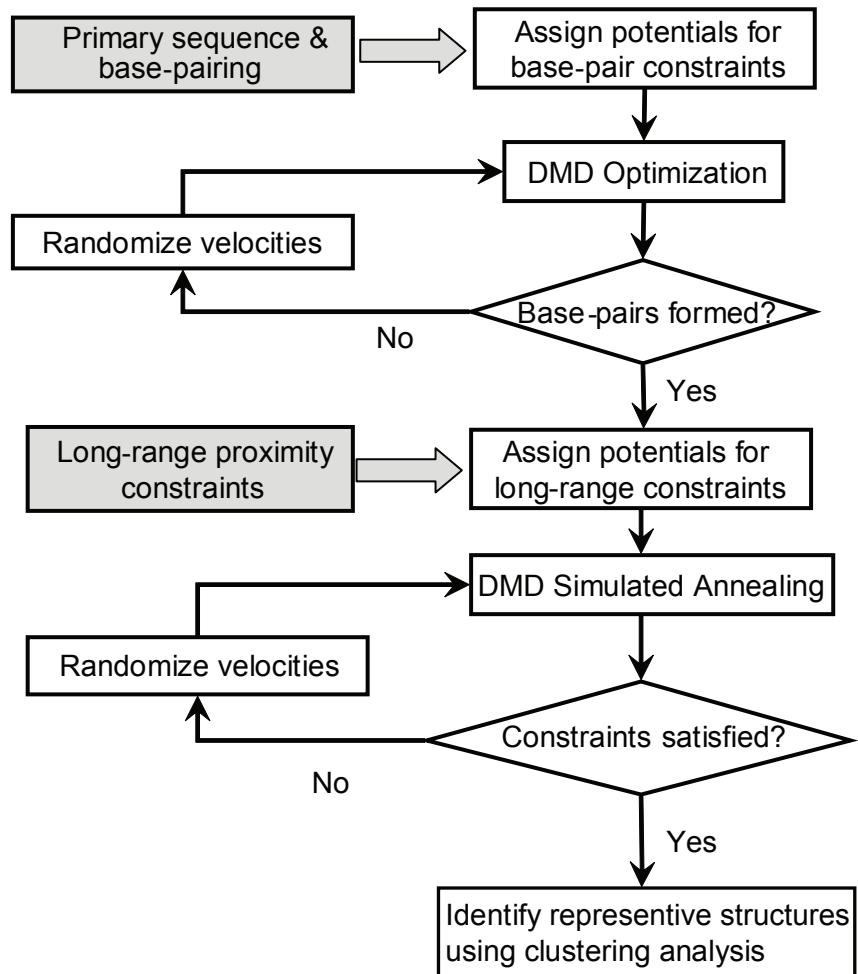 Primary sequence &
base-pairing
Assign potentials for
base-pair constraints
DMD Optimization
Randomize velocities
Base-pairs formed?
No
Yes
Long-range proximity
constraints
Assign potentials for
long-range constraints
DMD Simulated Annealing
Randomize velocities
Constraints satisfied?
No
Yes
Identify representive structures
using clustering analysis